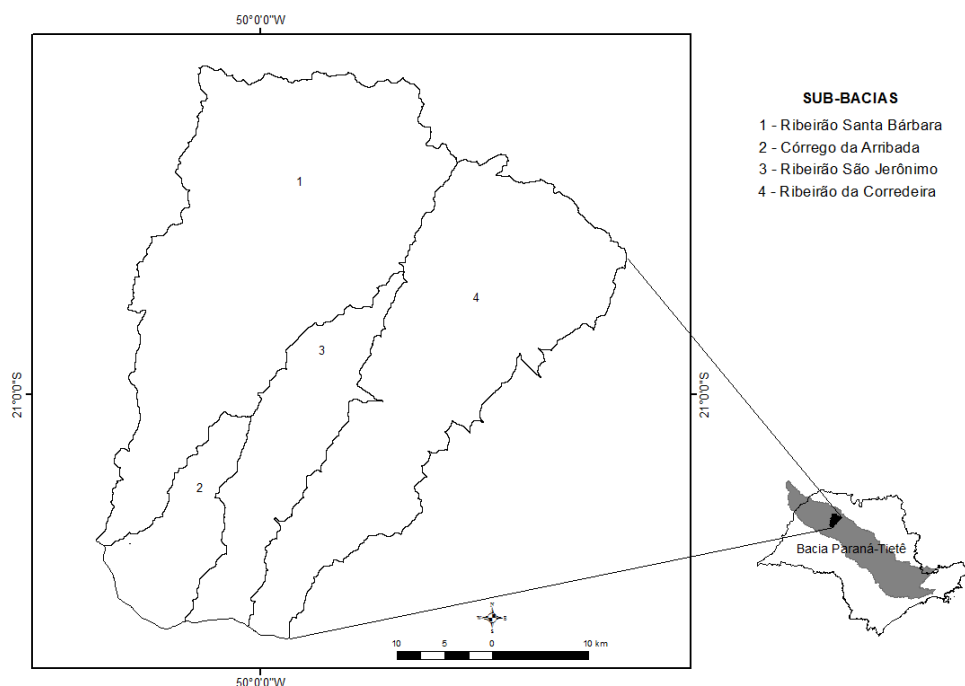 50°0'0"W
SUB-BACIAS
1 - Ribeirão Santa Bárbara
2 - Córrego da Arribada
3 - Ribeirão São Jerônimo
4 - Ribeirão da Corredeira
1
4
3
21°0'0"S
21°0'0"S
2
Bacia Paraná-Tietê
N
10 5 0 10 km
50°0'0"W